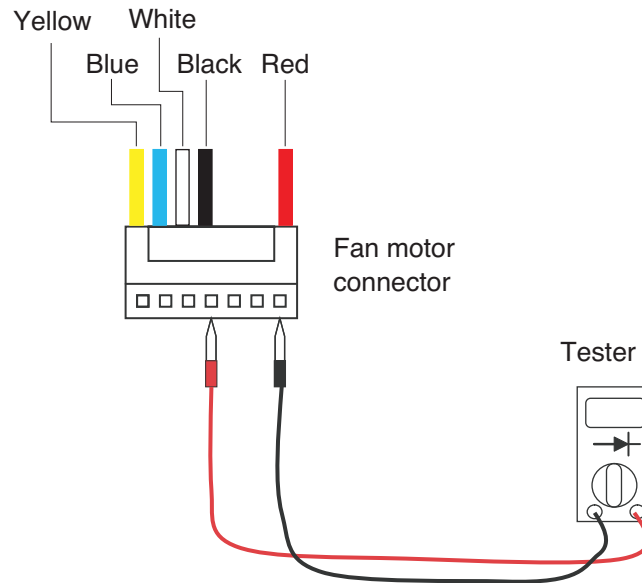 Yellow
White
Blue
Black
Red
Fan motor
connector
Tester